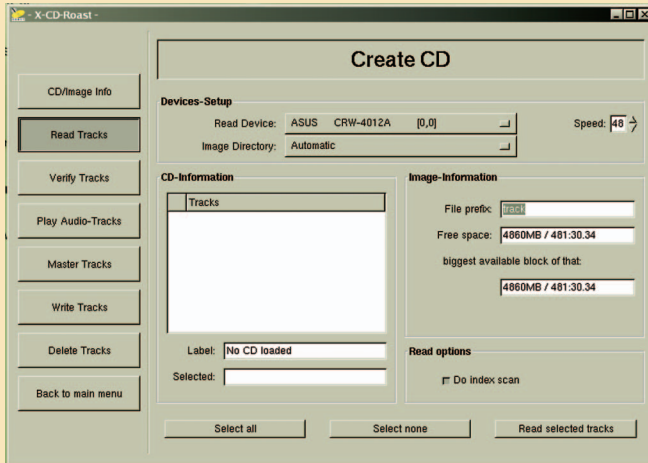 - X-CD-Roast -
Create CD
CD/Image Info
Read Tracks
Verify Tracks
Play Audio-Tracks
Master Tracks
Write Tracks
Delete Tracks
Back to main menu
Devices-Setup
Read Device: ASUS CRW-4012A [0,0] Speed: 48
Image Directory: Automatic
CD-Information
Tracks
Label: No CD loaded
Selected:
Image-Information
File prefix: track
Free space: 4860MB / 481:30.34
biggest available block of that:
4860MB / 481:30.34
Read options
Do index scan
Select all
Select none
Read selected tracks